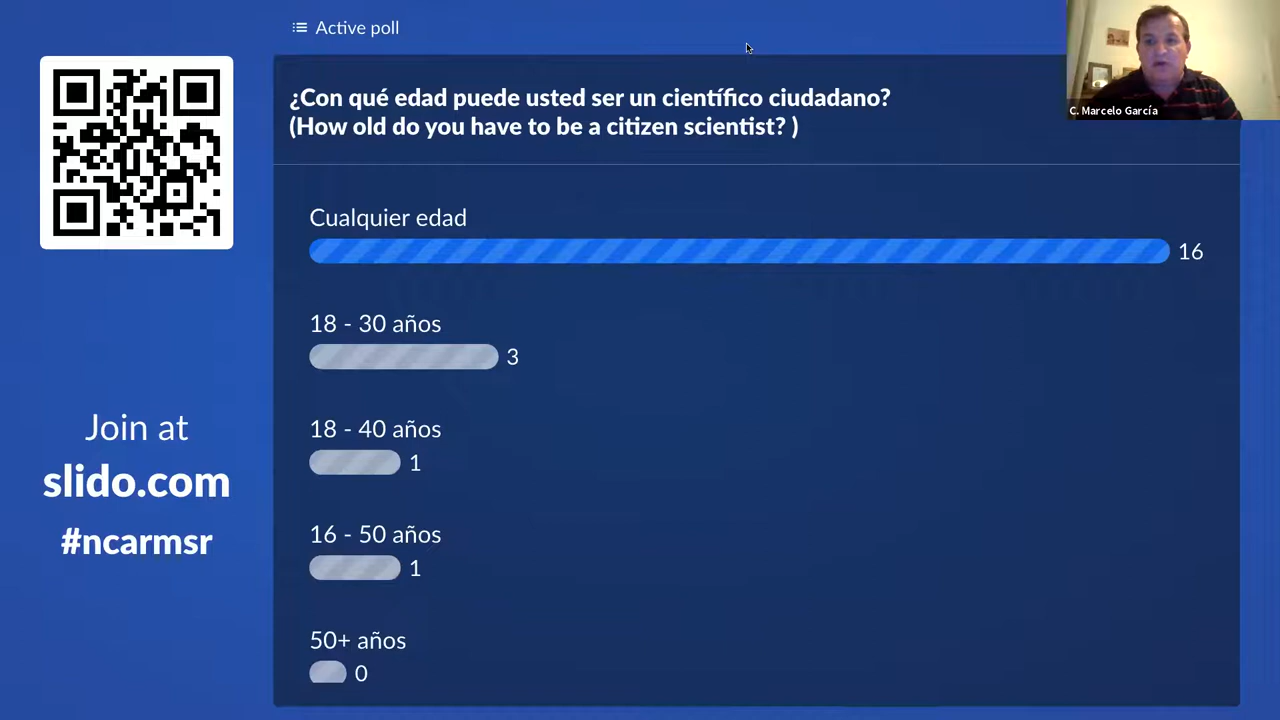 Active poll
¿Con qué edad puede usted ser un científico ciudadano?
(How old do you have to be a citizen scientist? )
C. Marcelo García
Cualquier edad
16
18 - 30 años
3
18 - 40 años
1
16 - 50 años
1
50+ años
0
Join at
slido.com
#ncarmsr